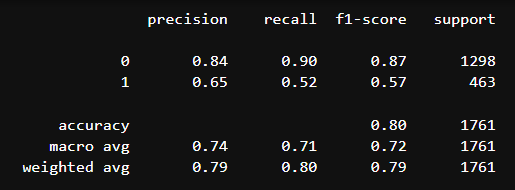 precision recall f1-score support
0 0.84 0.90 0.87 1298
1 0.65 0.52 0.57 463
accuracy 0.80 1761
macro avg 0.74 0.71 0.72 1761
weighted avg 0.79 0.80 0.79 1761